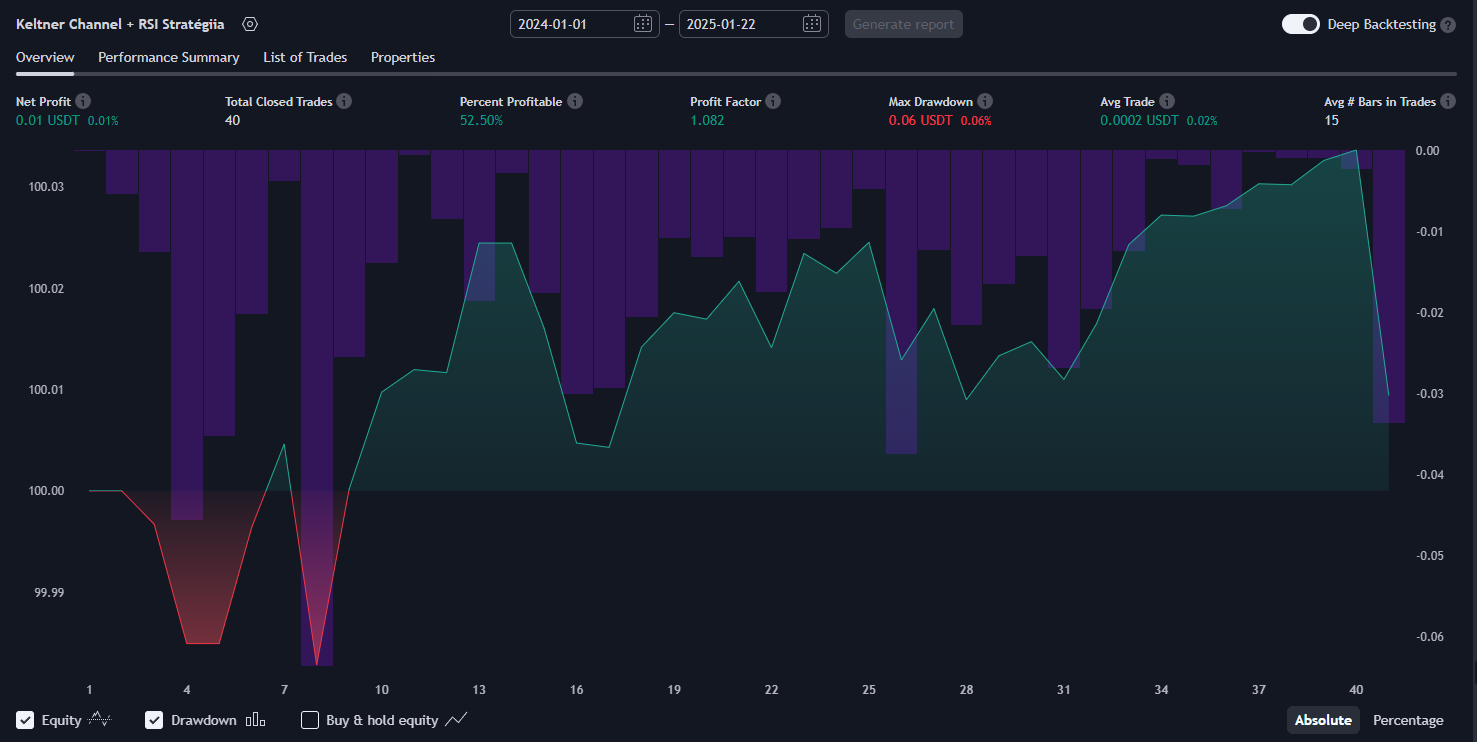 Keltner Channel + RSI Stratégiia 2024-01-01 — 2025-01-22 Generate report Deep Backtesting ?
Overview Performance Summary List of Trades Properties
Net Profit Total Closed Trades Percent Profitable Profit Factor Max Drawdown Avg Trade Avg # Bars in Trades
0.01 USDT 0.01% 40 52.50% 1.082 0.06 USDT 0.06% 0.0002 USDT 0.02% 15
0.00
100.03
-0.01
100.02
-0.02
100.01
-0.03
-0.04
100.00
-0.05
99.99
-0.06
1 4 7 10 13 16 19 22 25 28 31 34 37 40
Equity Drawdown Buy & hold equity Absolute Percentage